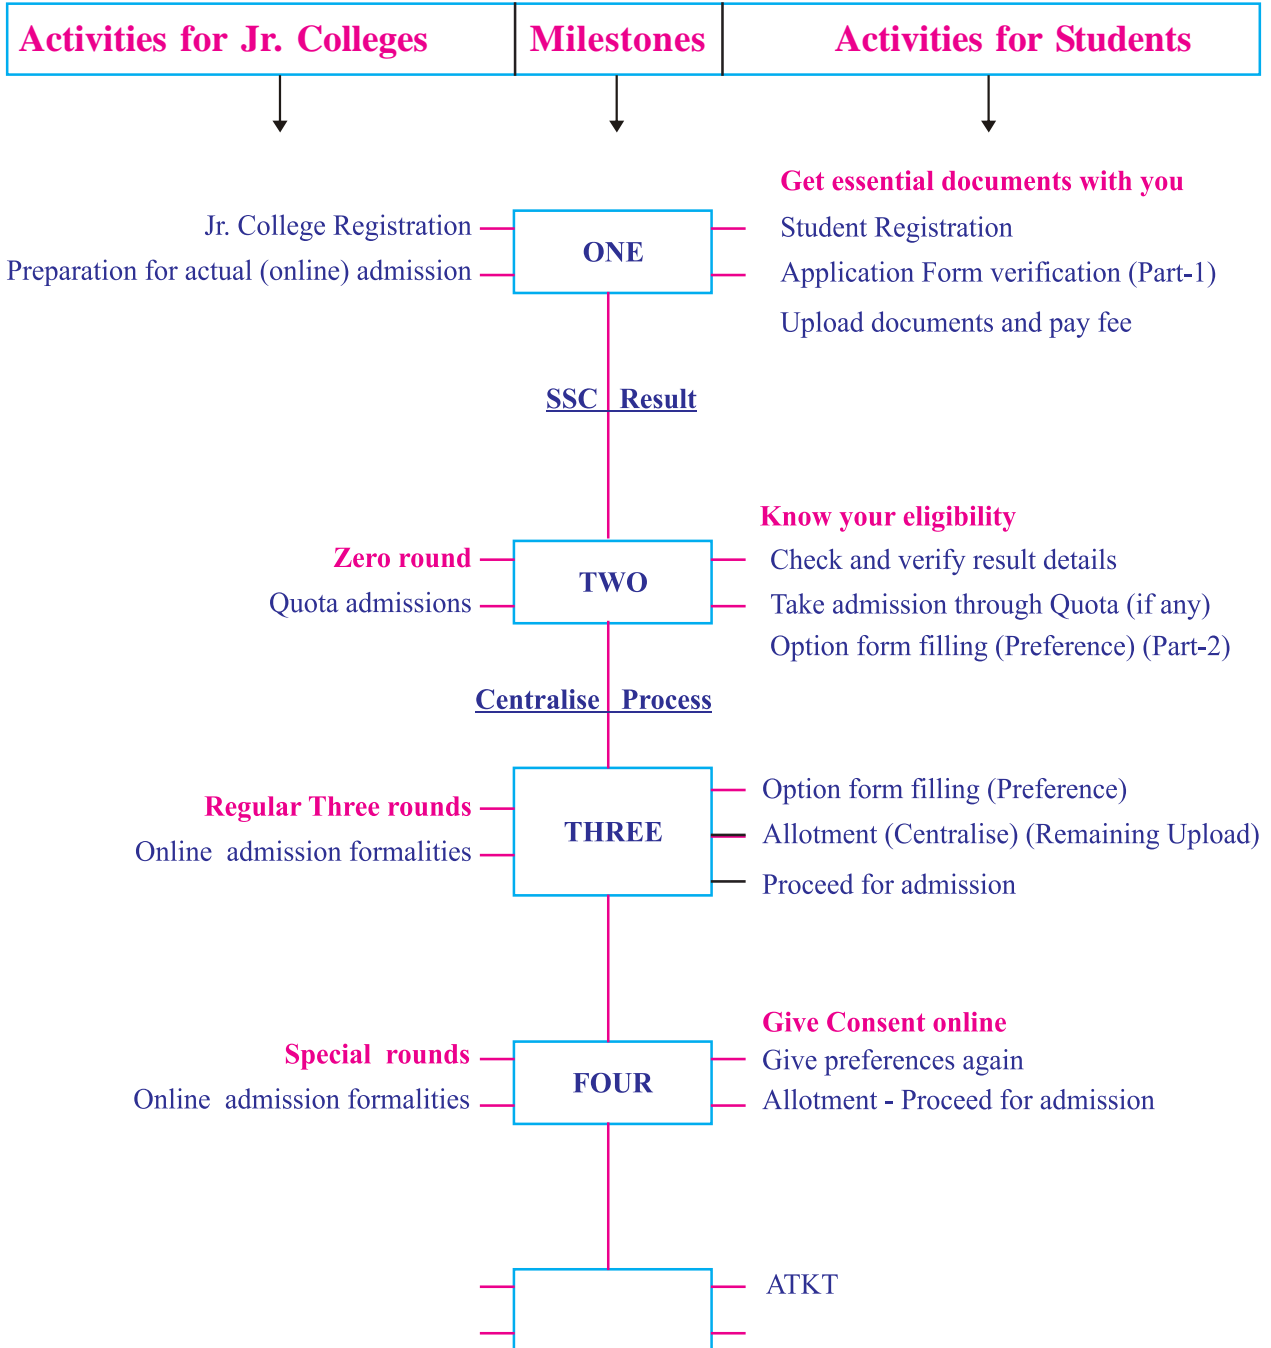 Activities for Jr. Colleges Milestones Activities for Students
Get essential documents with you
Jr. College Registration Student Registration
ONE
Preparation for actual (online) admission Application Form verification (Part-1)
Upload documents and pay fee
SSC Result
Know your eligibility
Zero round Check and verify result details
TWO
Quota admissions Take admission through Quota (if any)
Option form filling (Preference) (Part-2)
Centralise Process
Option form filling (Preference)
Regular Three rounds
THREE Allotment (Centralise) (Remaining Upload)
Online admission formalities
Proceed for admission
Give Consent online
Special rounds Give preferences again
FOUR
Online admission formalities Allotment - Proceed for admission
ATKT